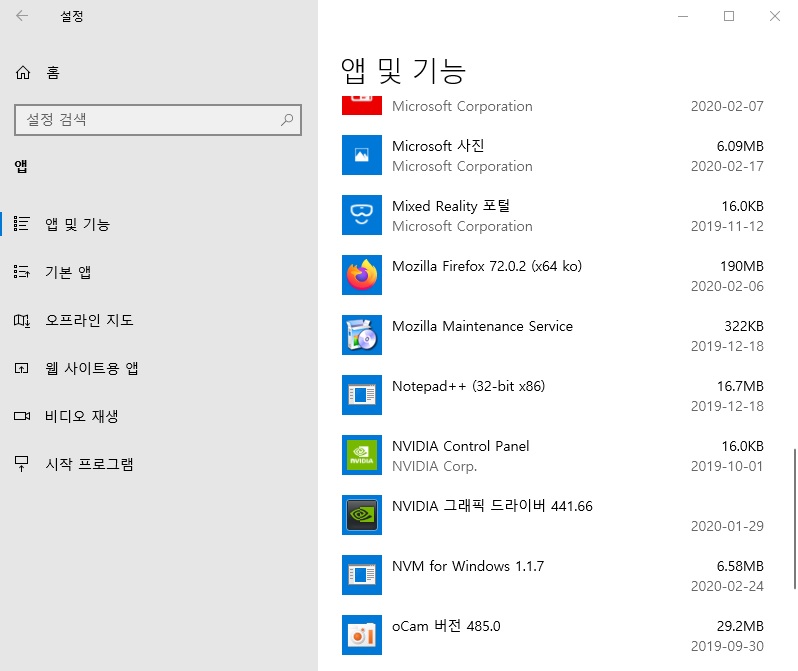 설정
홈
설정 검색
앱
앱 및 기능
기본 앱
오프라인 지도
웹 사이트용 앱
비디오 재생
시작 프로그램
앱 및 기능
Microsoft Corporation 2020-02-07
Microsoft 사진 6.09MB
Microsoft Corporation 2020-02-17
Mixed Reality 포털 16.0KB
Microsoft Corporation 2019-11-12
Mozilla Firefox 72.0.2 (x64 ko) 190MB
2020-02-06
Mozilla Maintenance Service 322KB
2019-12-18
Notepad++ (32-bit x86) 16.7MB
2019-12-18
NVIDIA Control Panel 16.0KB
NVIDIA
NVIDIA Corp. 2019-10-01
NVIDIA 그래픽 드라이버 441.66
2020-01-29
NVM for Windows 1.1.7 6.58MB
2020-02-24
oCam 버전 485.0 29.2MB
2019-09-30